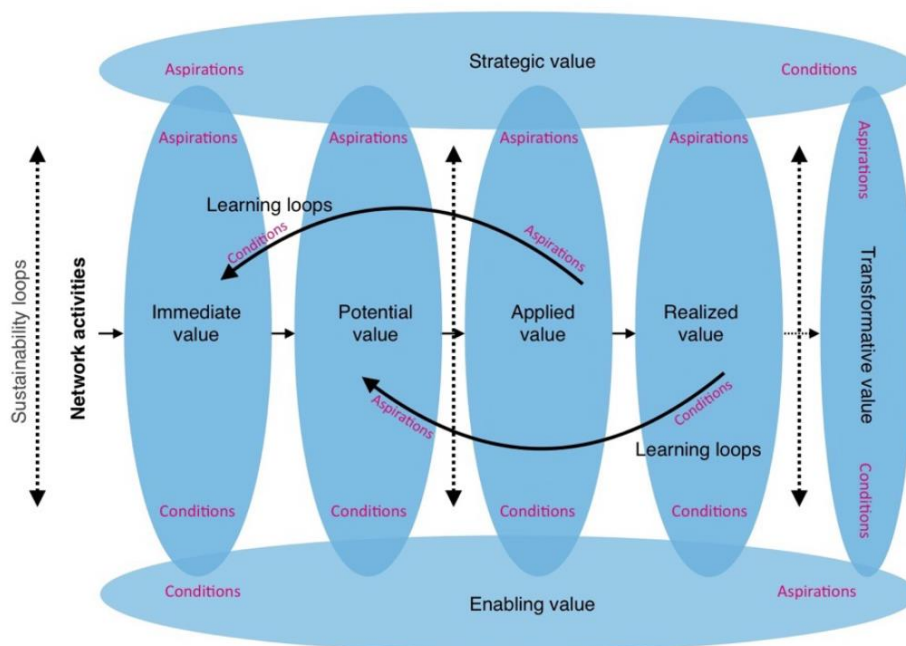 Strategic value
Aspirations
Conditions
Aspirations
Aspirations
Aspirations
Aspirations
Aspirations
Learning loops
Conditions
Aspirations
Sustainability loops
Network activities
Immediate
value
Potential
value
Applied
value
Realized
value
Transformative value
Aspirations
Conditions
Learning loops
Conditions
Conditions
Conditions
Conditions
Conditions
Conditions
Aspirations
Enabling value